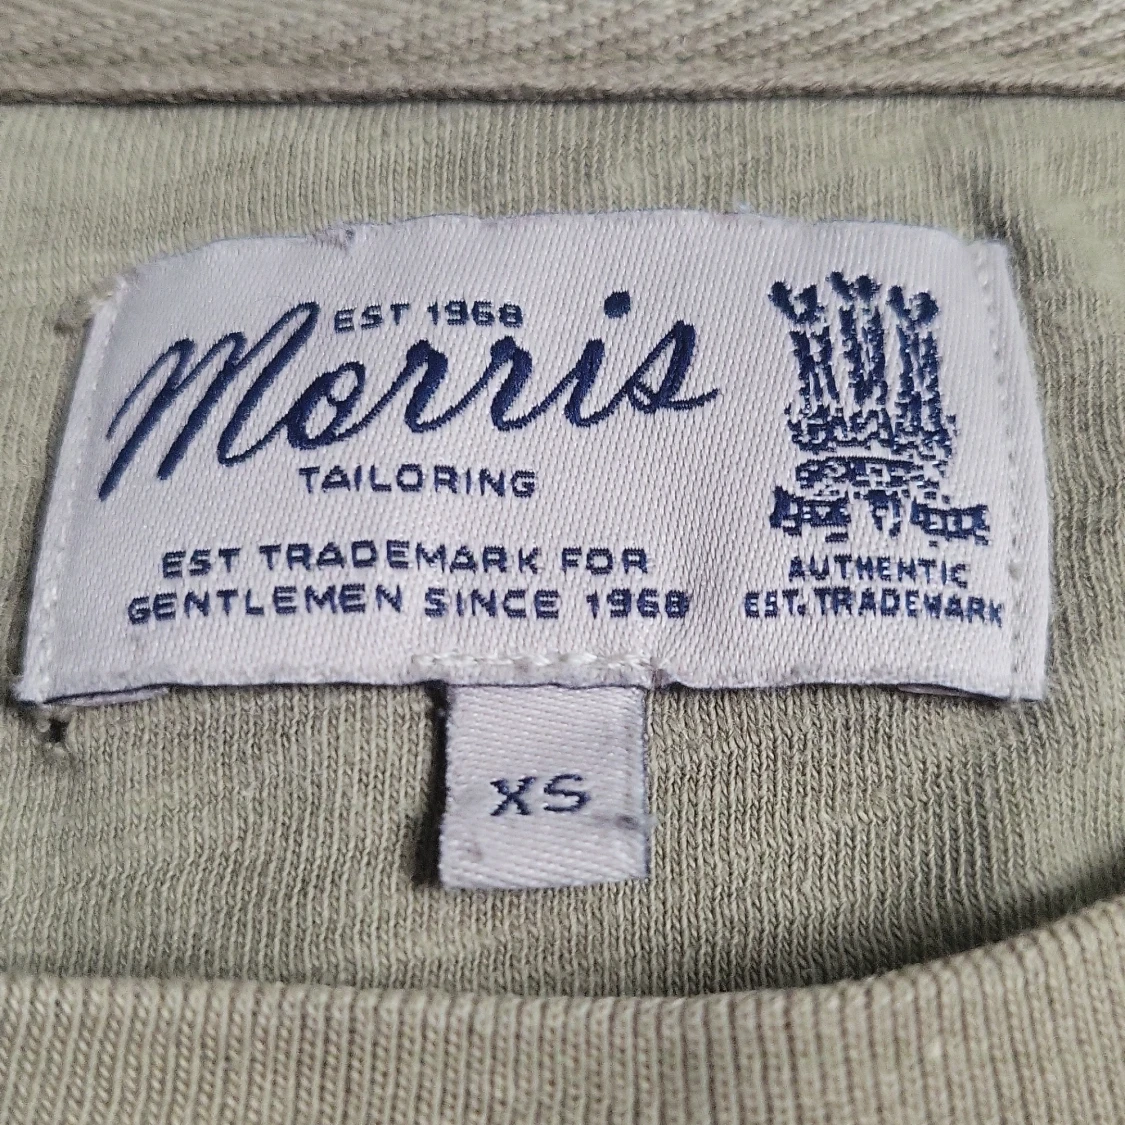 EST 1968
Morris
TAILORING
EST TRADEMARK FOR
GENTLEMEN SINCE 1968
AUTHENTIC
EST. TRADEMARK
XS